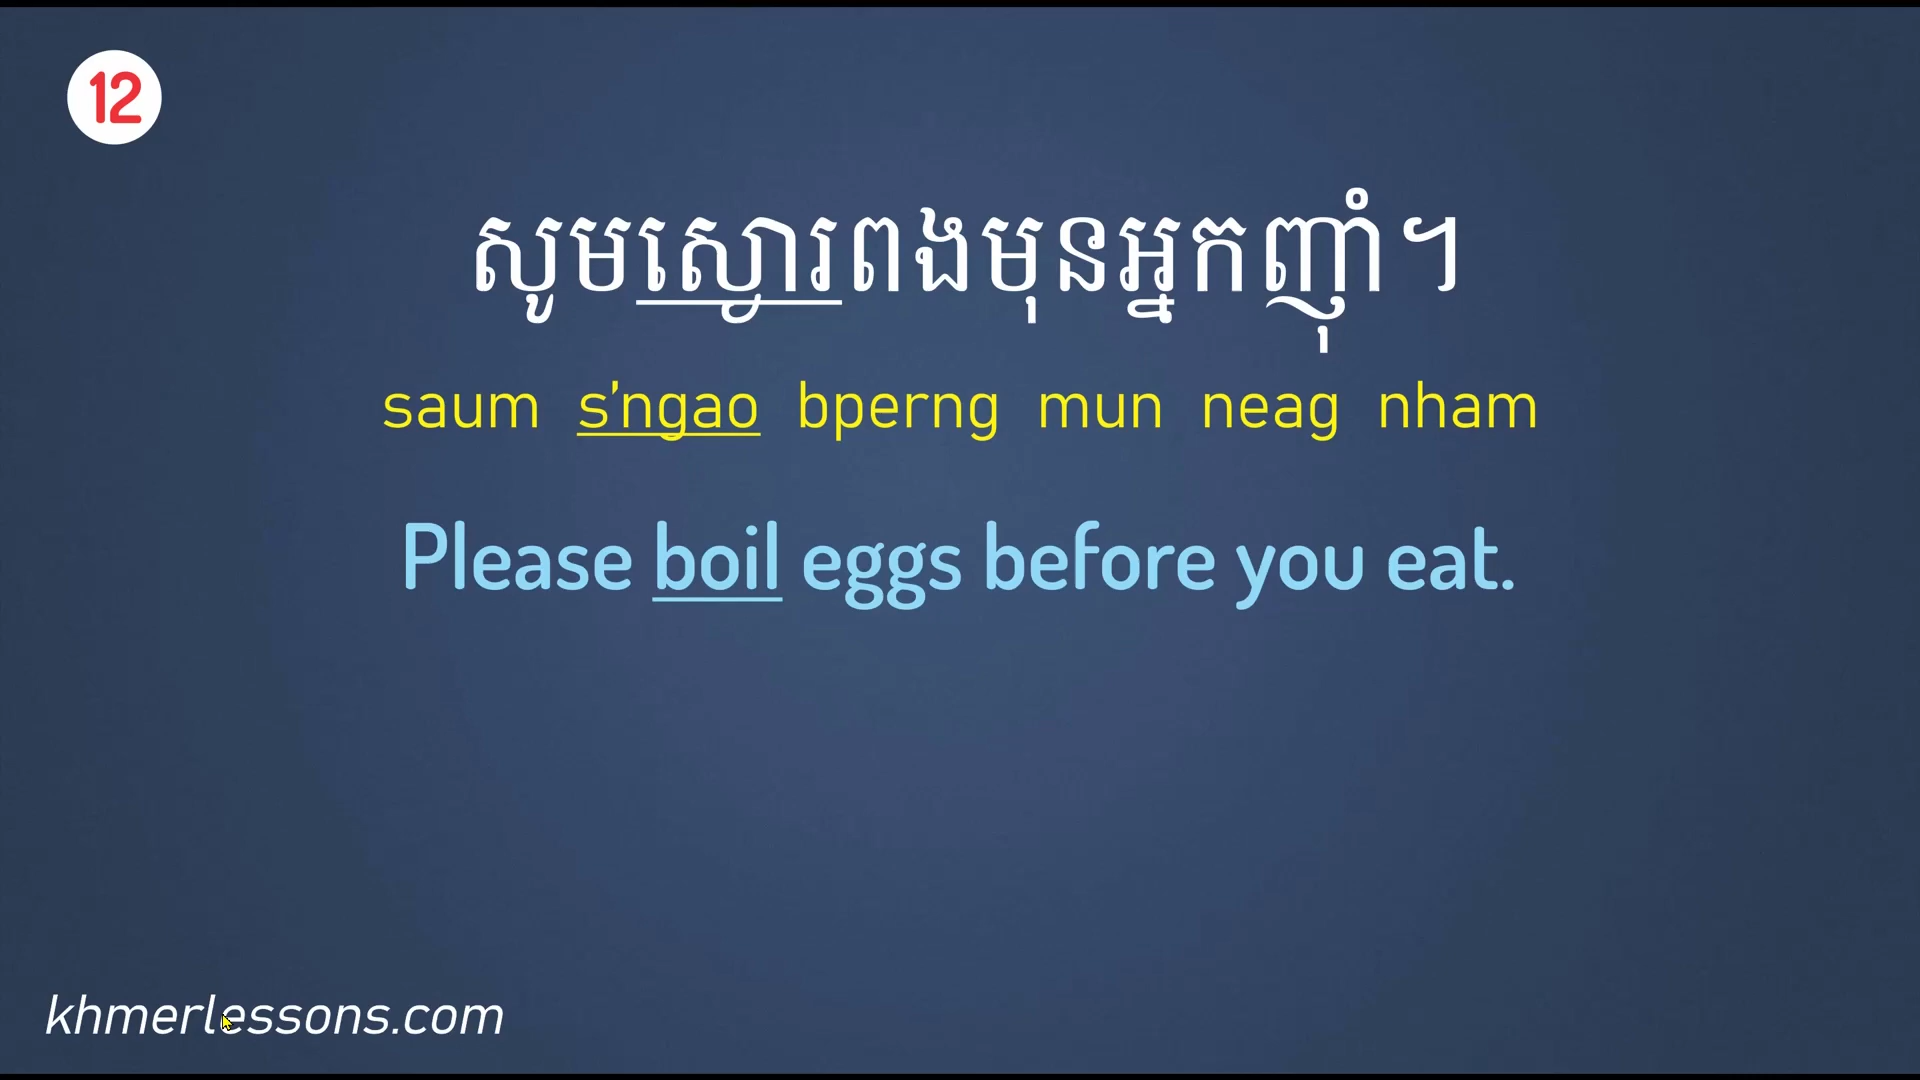 12
សូមស្ងោរពងមុនអ្នកញ៉ាំ។
saum s'ngao bperng mun neag nham
Please boil eggs before you eat.
khmerlessons.com